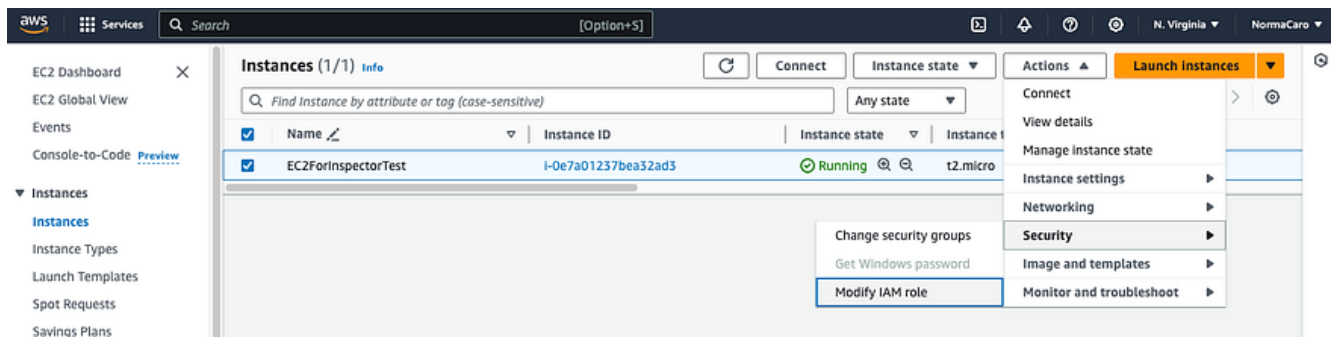 aws Services Search [Option+S] N. Virginia NormaCaro
EC2 Dashboard
EC2 Global View
Events
Console-to-Code Preview
Instances
Instances
Instance Types
Launch Templates
Spot Requests
Savings Plans
Instances (1/1) Info
Connect Instance state Actions Launch instances
Find Instance by attribute or tag (case-sensitive) Any state
Name Instance ID Instance state Instance t
EC2ForInspectorTest i-0e7a01237bea32ad3 Running t2.micro
Connect
View details
Manage instance state
Instance settings
Networking
Security
Image and templates
Monitor and troubleshoot
Change security groups
Get Windows password
Modify IAM role